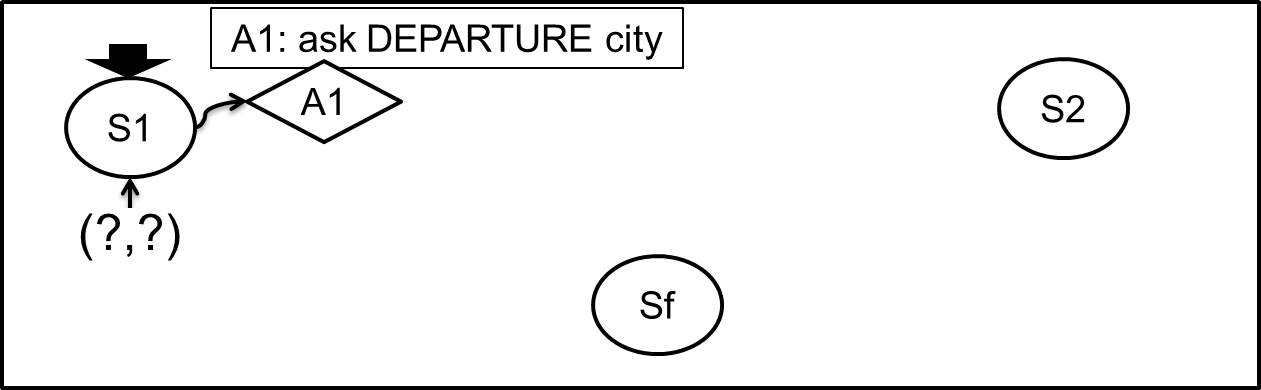 A1: ask DEPARTURE city
S1
A1
S2
(?,?)
Sf